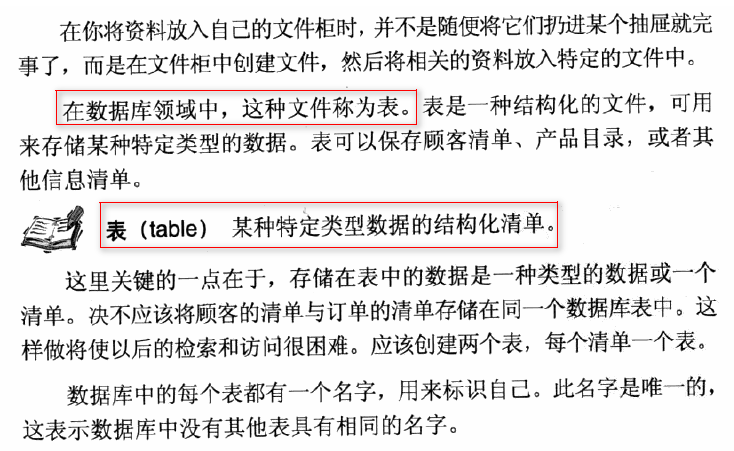 在你将资料放入自己的文件柜时，并不是随便将它们扔进某个抽屉就完
事了，而是在文件柜中创建文件，然后将相关的资料放入特定的文件中。
在数据库领域中，这种文件称为表。表是一种结构化的文件，可用
来存储某种特定类型的数据。表可以保存顾客清单、产品目录，或者其
他信息清单。
表（table） 某种特定类型数据的结构化清单。
这里关键的一点在于，存储在表中的数据是一种类型的数据或一个
清单。决不应该将顾客的清单与订单的清单存储在同一个数据库表中。这
样做将使以后的检索和访问很困难。应该创建两个表，每个清单一个表。
数据库中的每个表都有一个名字，用来标识自己。此名字是唯一的，
这表示数据库中没有其他表具有相同的名字。